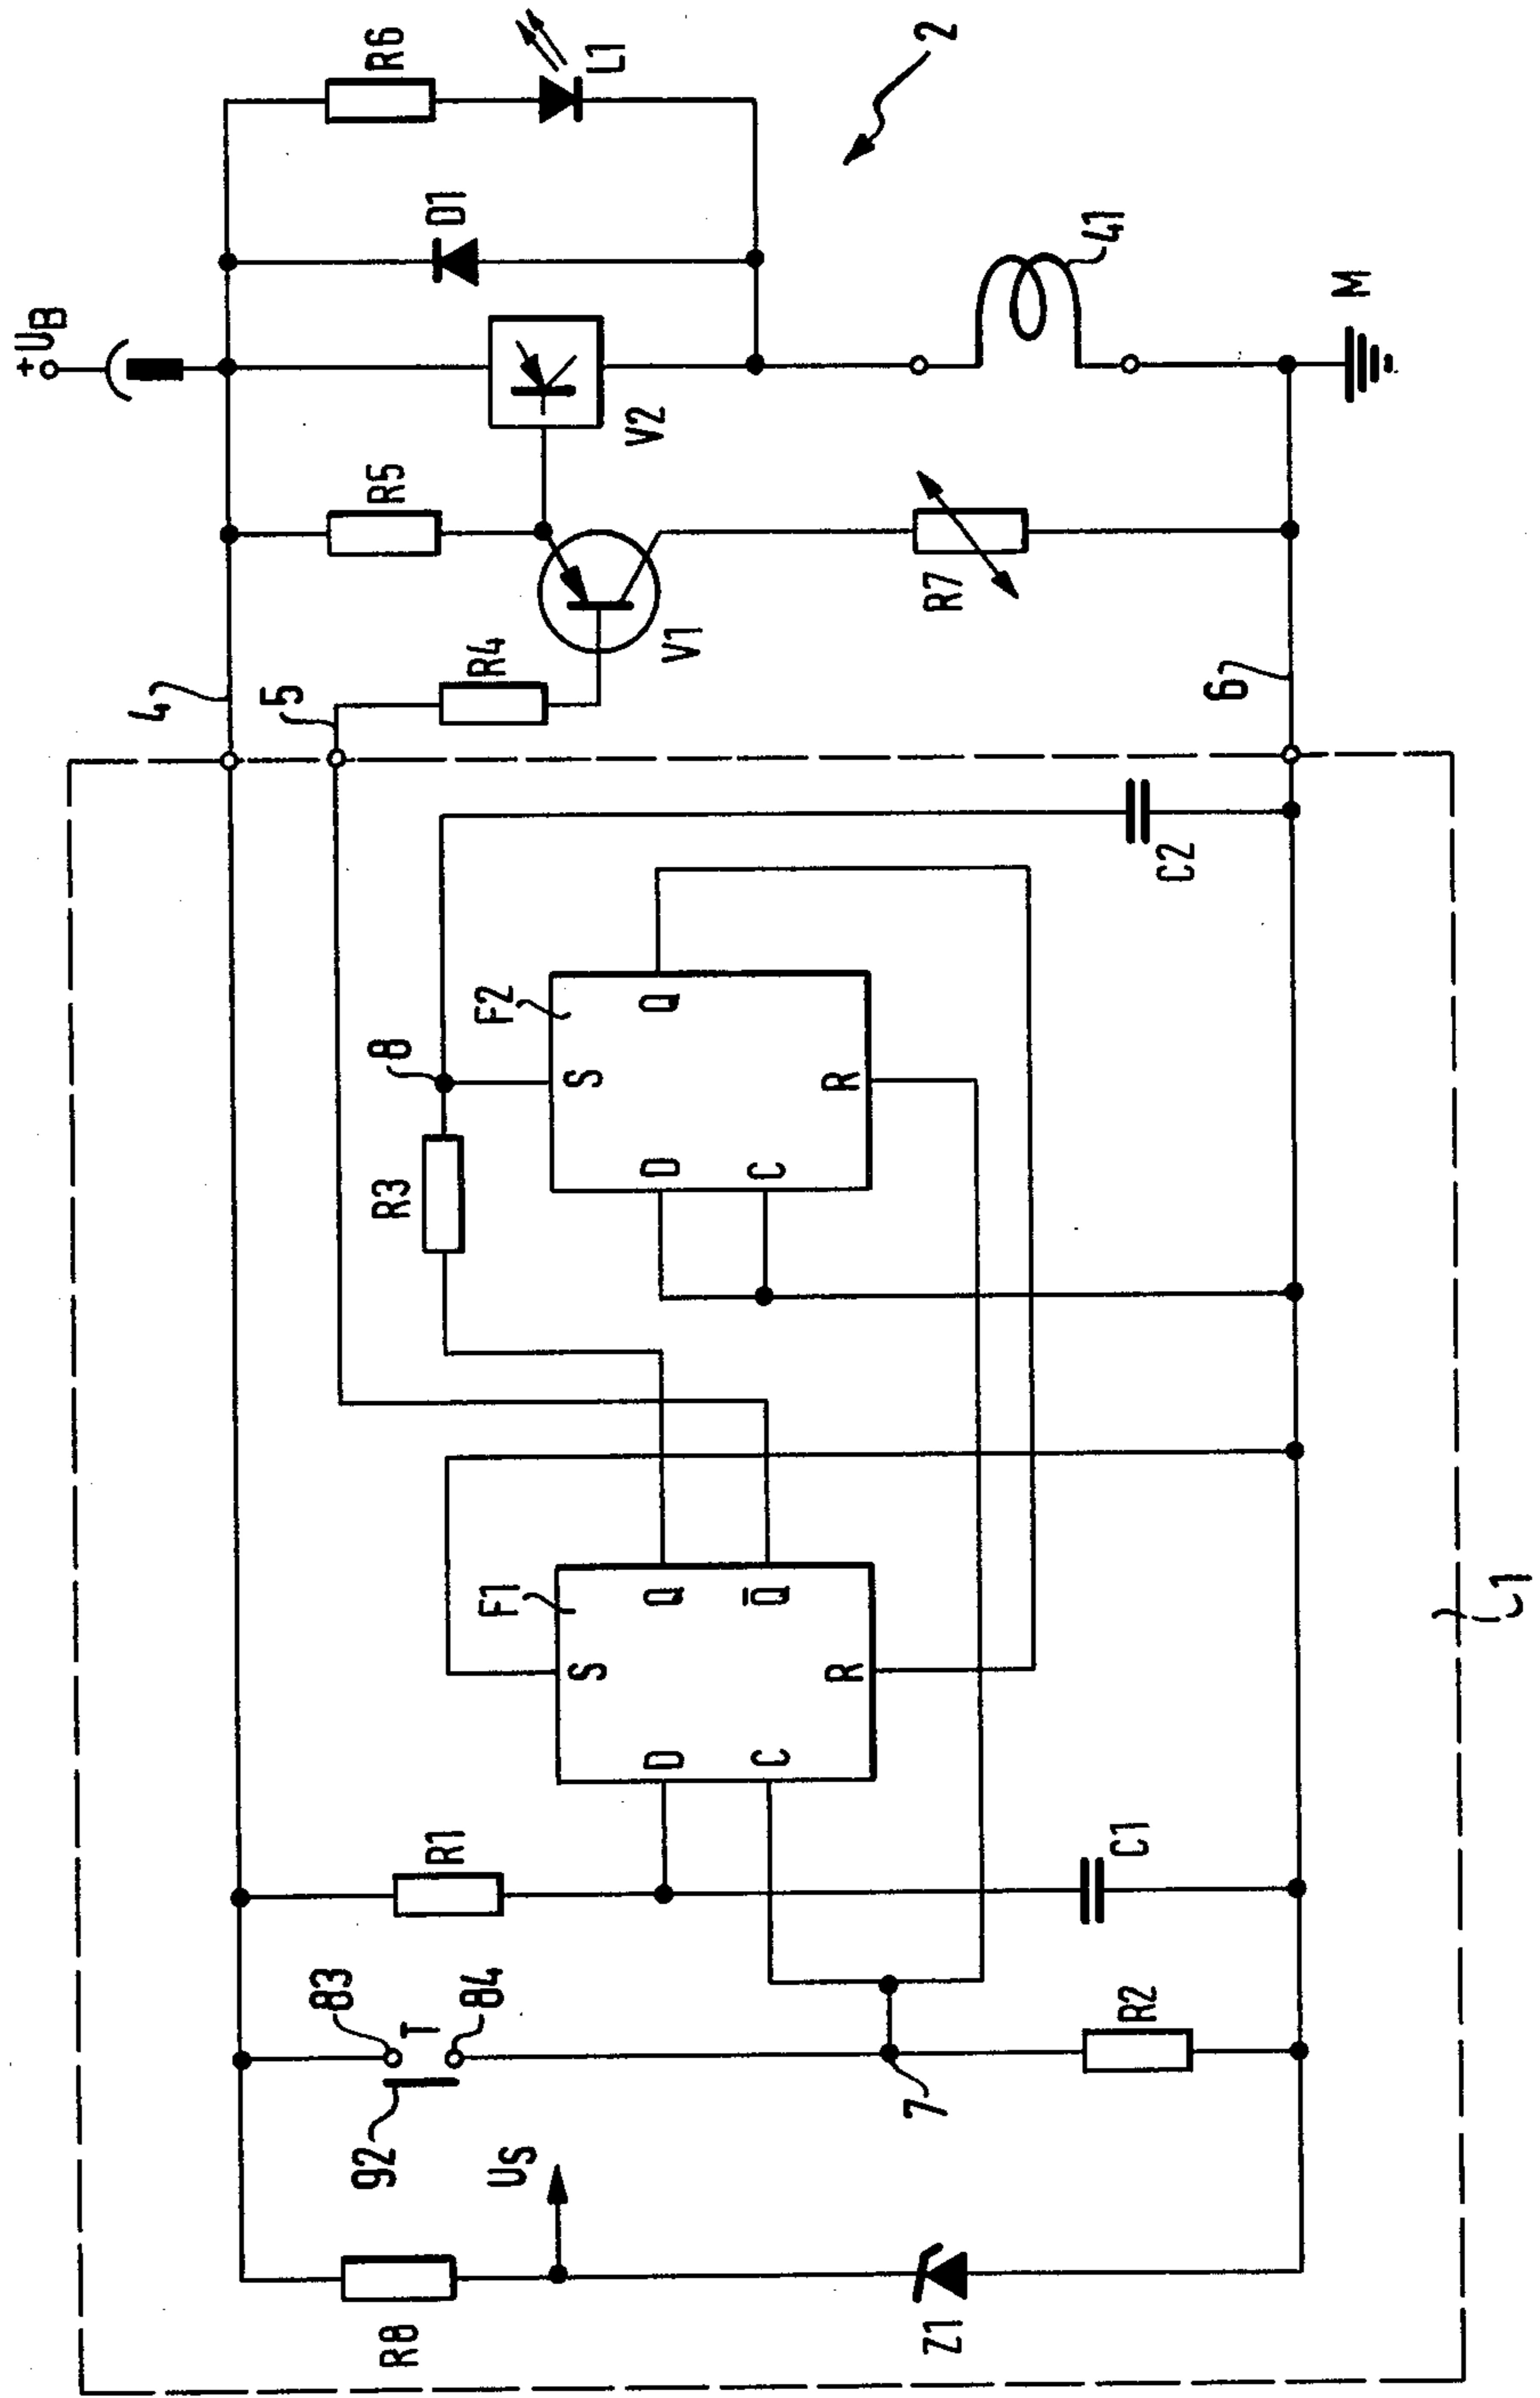 +UB
R6
L1
2
D1
V2
R5
41
M
V1
R7
R4
4
5
6
C2
F2
S
Q
D
C
R
8
R3
F1
S
Q
Q̅
D
C
R
1
R1
C1
83
T
84
92
7
R2
US
R8
Z1